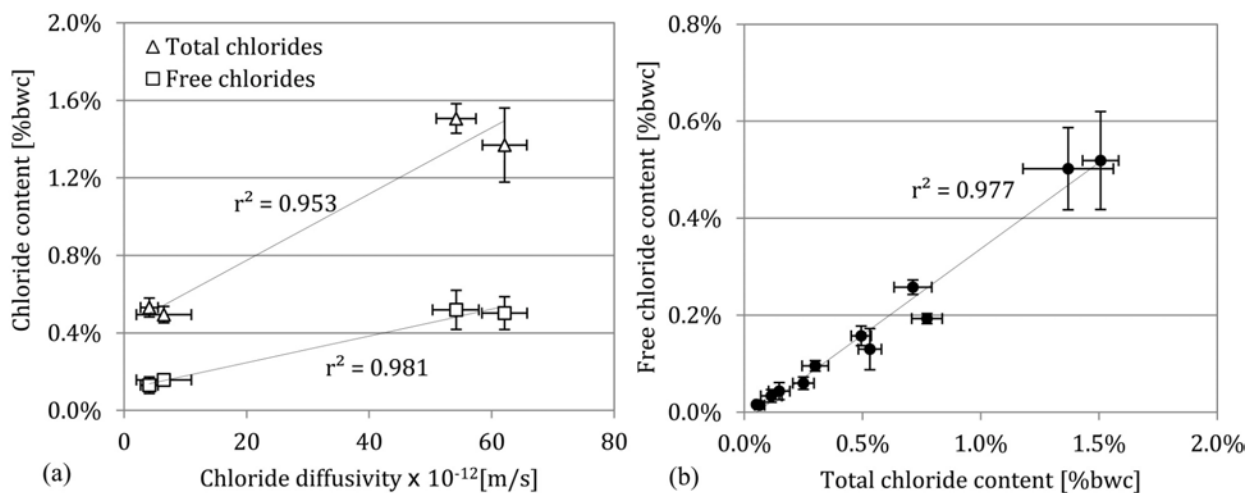 2.0%
1.6%
1.2%
0.8%
0.4%
0.0%
Chloride content [%bwc]
Total chlorides
Free chlorides
r² = 0.953
r² = 0.981
0 20 40 60 80
(a) Chloride diffusivity x 10⁻¹²[m/s]
0.8%
0.6%
0.4%
0.2%
0.0%
Free chloride content [%bwc]
r² = 0.977
0.0% 0.5% 1.0% 1.5% 2.0%
(b) Total chloride content [%bwc]